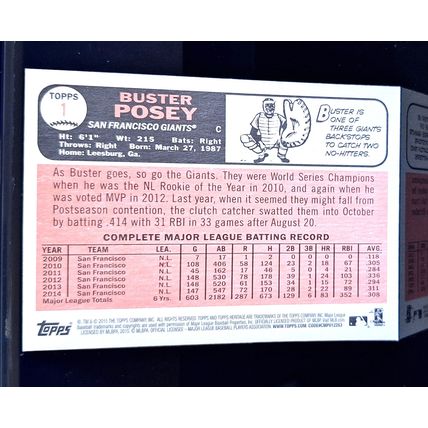 TOPPS
1
BUSTER
POSEY
SAN FRANCISCO GIANTS® C
Ht: 6'1" Wt: 215 Bats: Right
Throws: Right Born: March 27, 1987
Home: Leesburg, Ga.
BUSTER IS
ONE OF
THREE GIANTS
BACKSTOPS
TO CATCH TWO
NO-HITTERS.
As Buster goes, so go the Giants. They were World Series Champions
when he was the NL Rookie of the Year in 2010, and again when he
was voted MVP in 2012. Last year, when it seemed they might fall from
Postseason contention, the clutch catcher swatted them into October
by batting .414 with 31 RBI in 33 games after August 20.
COMPLETE MAJOR LEAGUE BATTING RECORD
YEAR TEAM LEA. G AB R H 2B 3B HR RBI AVG.
2009 San Francisco N.L. 7 17 1 2 0 0 0 0 .118
2010 San Francisco N.L. 108 406 58 124 23 2 18 67 .305
2011 San Francisco N.L. 45 162 17 46 5 0 4 21 .284
2012 San Francisco N.L. 148 530 78 178 39 1 24 103 .336
2013 San Francisco N.L. 148 520 61 153 34 1 15 72 .294
2014 San Francisco N.L. 147 547 72 170 28 2 22 89 .311
Major League Totals 6 Yrs. 603 2182 287 673 129 6 83 352 .308
Topps